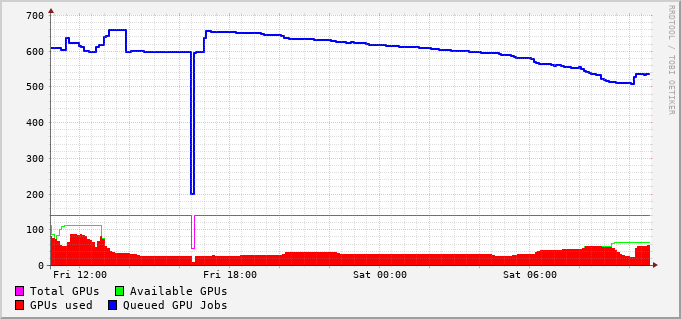 700
600
500
400
300
200
100
0
Fri 12:00 Fri 18:00 Sat 00:00 Sat 06:00
Total GPUs Available GPUs
GPUs used Queued GPU Jobs
RRDTOOL / TOBI OETIKER